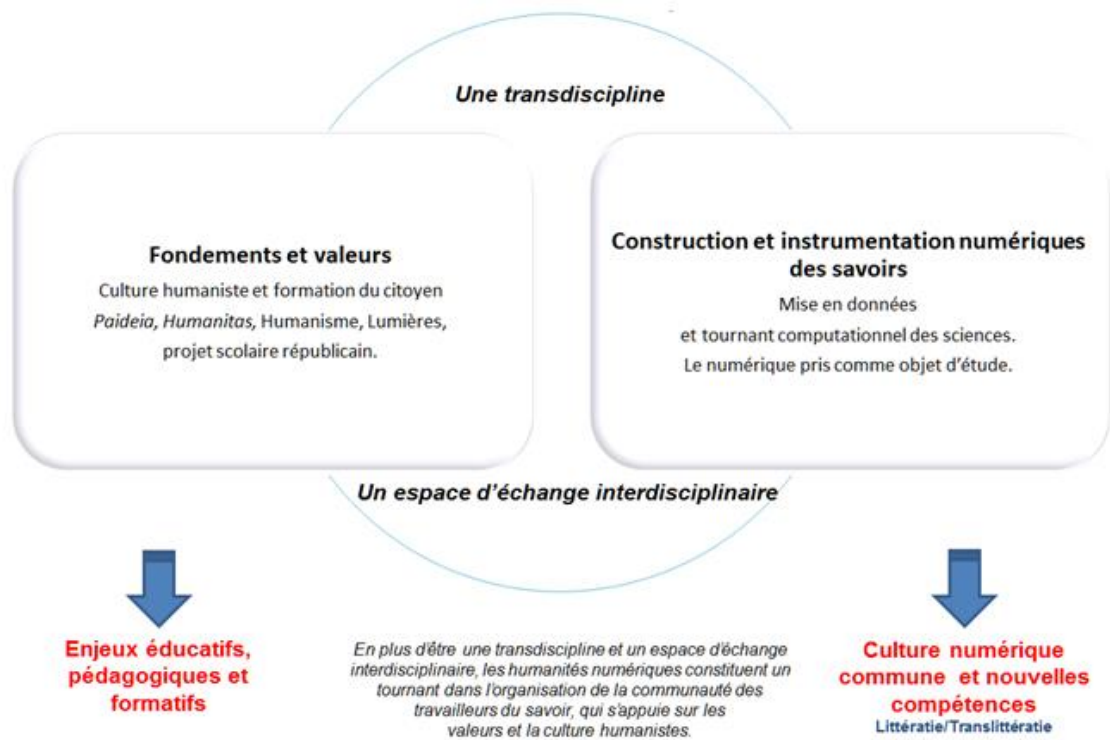 Une transdiscipline
Fondements et valeurs
Culture humaniste et formation du citoyen
Paideia, Humanitas, Humanisme, Lumières,
projet scolaire républicain.
Construction et instrumentation numériques
des savoirs
Mise en données
et tournant computationnel des sciences.
Le numérique pris comme objet d'étude.
Un espace d'échange interdisciplinaire
Enjeux éducatifs,
pédagogiques et
formatifs
En plus d'être une transdiscipline et un espace d'échange
interdisciplinaire, les humanités numériques constituent un
tournant dans l'organisation de la communauté des
travailleurs du savoir, qui s'appuie sur les
valeurs et la culture humanistes.
Culture numérique
commune et nouvelles
compétences
Littératie/Translittératie